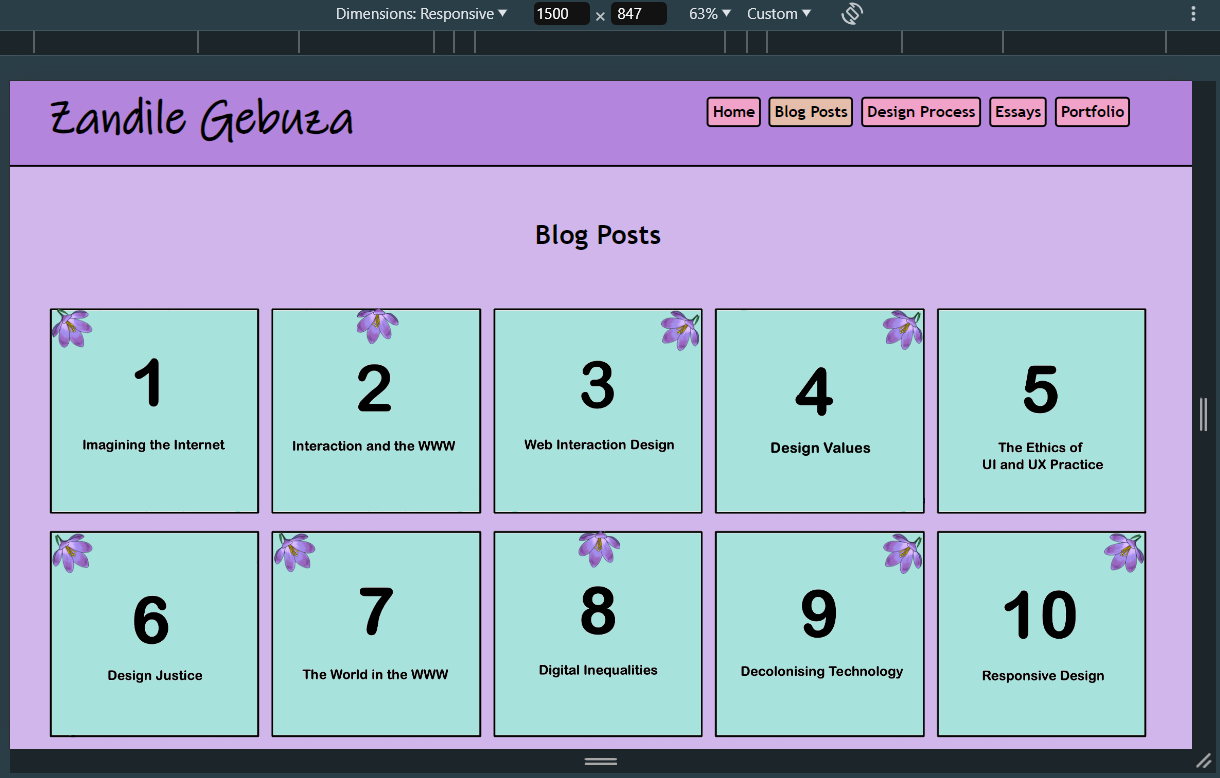 Dimensions: Responsive 1500 × 847 63% Custom
Zandile Gebuza
Home Blog Posts Design Process Essays Portfolio
Blog Posts
1
Imagining the Internet
2
Interaction and the WWW
3
Web Interaction Design
4
Design Values
5
The Ethics of
UI and UX Practice
6
Design Justice
7
The World in the WWW
8
Digital Inequalities
9
Decolonising Technology
10
Responsive Design